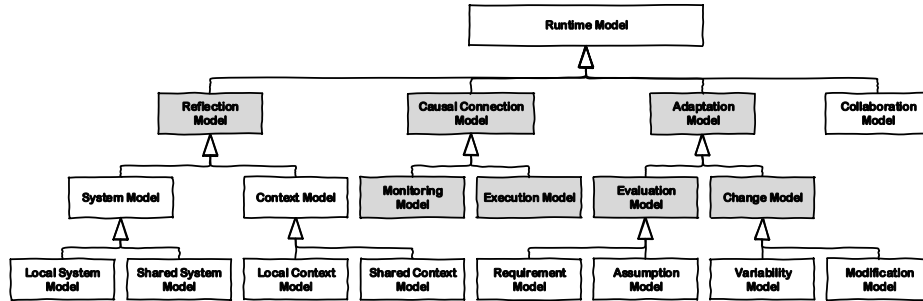 Runtime Model
Reflection
Model
Causal Connection
Model
Adaptation
Model
Collaboration
Model
System Model
Context Model
Monitoring
Model
Execution Model
Evaluation
Model
Change Model
Local System
Model
Shared System
Model
Local Context
Model
Shared Context
Model
Requirement
Model
Assumption
Model
Variability
Model
Modification
Model